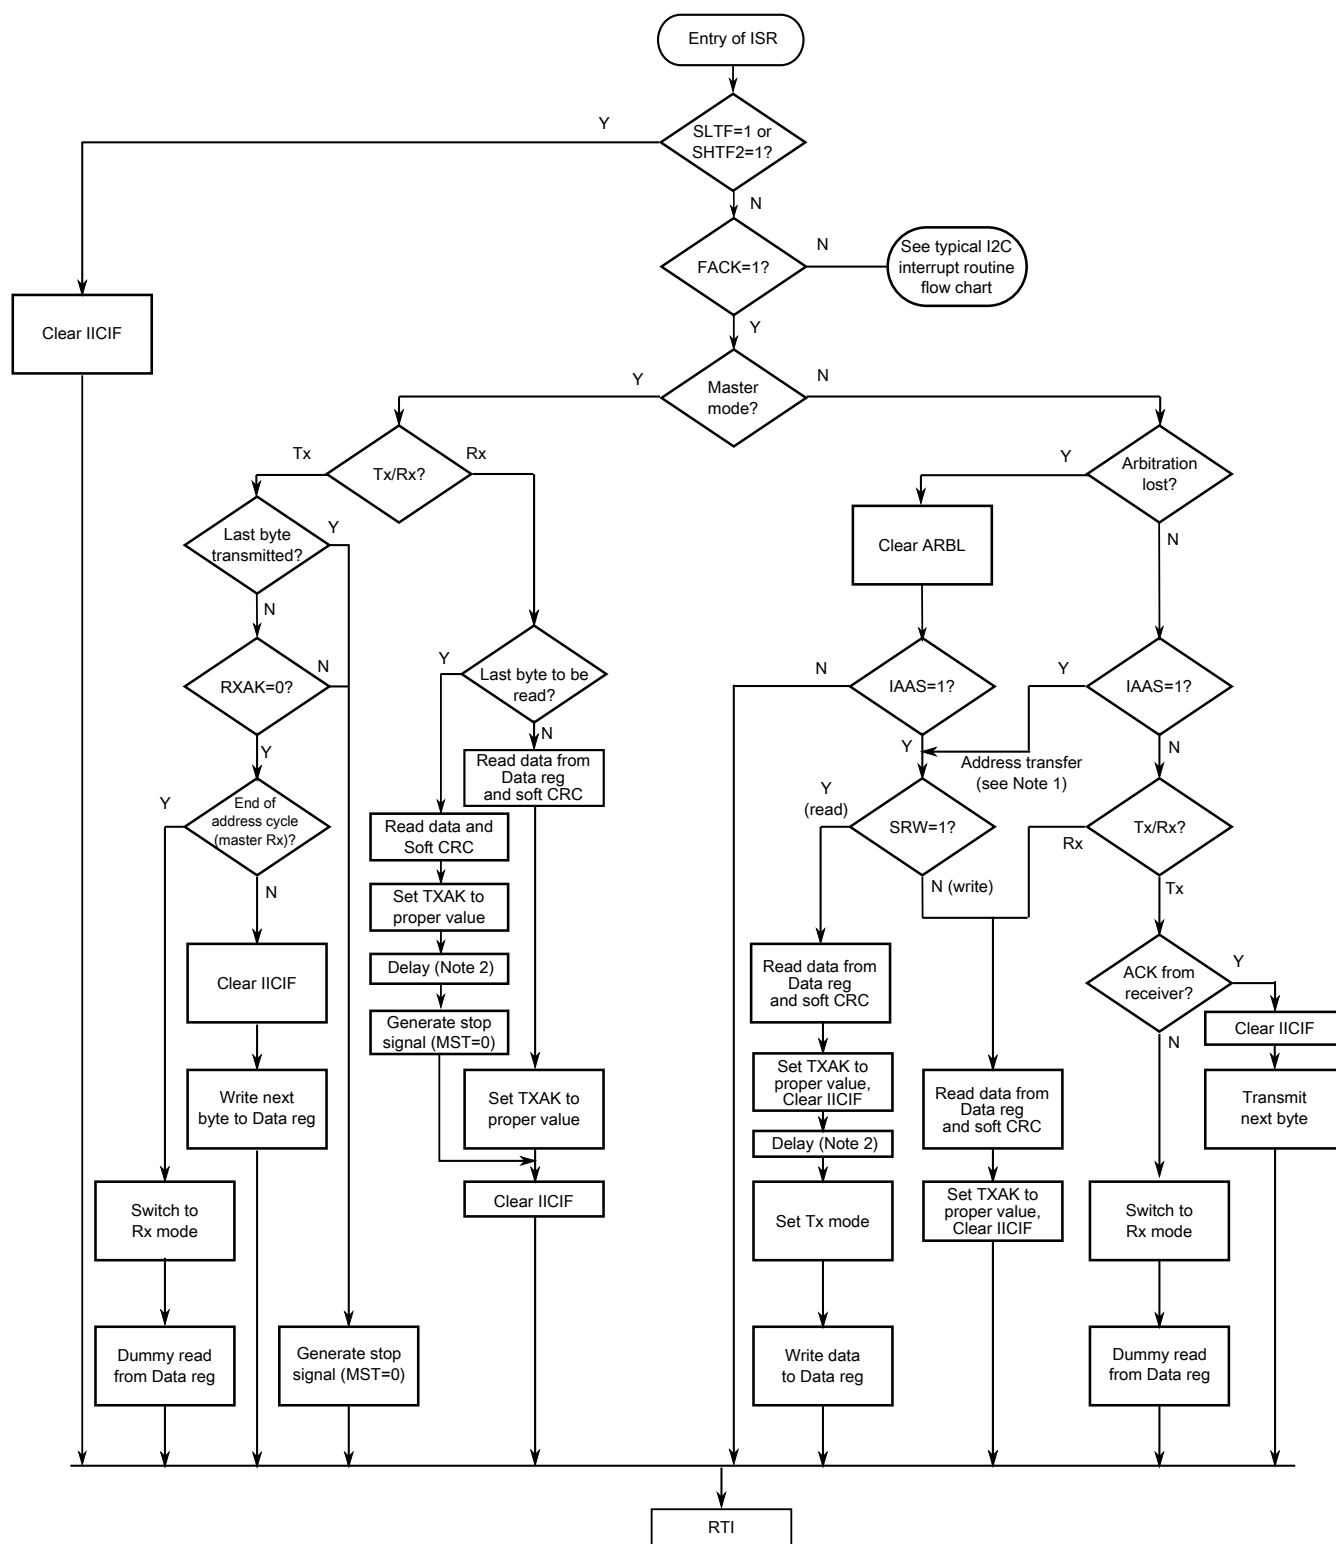 Entry of ISR
Y
SLTF=1 or
SHTF2=1?
N
FACK=1?
N
See typical I2C
interrupt routine
flow chart
Clear IICIF
Y
Y
Master
mode?
N
Tx
Tx/Rx?
Rx
Y
Arbitration
lost?
Last byte
transmitted?
Y
Clear ARBL
N
N
RXAK=0?
N
Y
Last byte to be
read?
N
IAAS=1?
Y
IAAS=1?
Y
N
Y
Address transfer
(see Note 1)
N
Read data from
Data reg
and soft CRC
Y
End of
address cycle
(master Rx)?
Y
(read)
SRW=1?
Tx/Rx?
Rx
Read data and
Soft CRC
N
N (write)
Tx
Set TXAK to
proper value
Delay (Note 2)
Clear IICIF
Read data from
Data reg
and soft CRC
ACK from
receiver?
Y
Generate stop
signal (MST=0)
Clear IICIF
N
Write next
byte to Data reg
Set TXAK to
proper value
Set TXAK to
proper value,
Clear IICIF
Read data from
Data reg
and soft CRC
Transmit
next byte
Delay (Note 2)
Clear IICIF
Switch to
Rx mode
Set Tx mode
Set TXAK to
proper value,
Clear IICIF
Switch to
Rx mode
Dummy read
from Data reg
Generate stop
signal (MST=0)
Write data
to Data reg
Dummy read
from Data reg
RTI